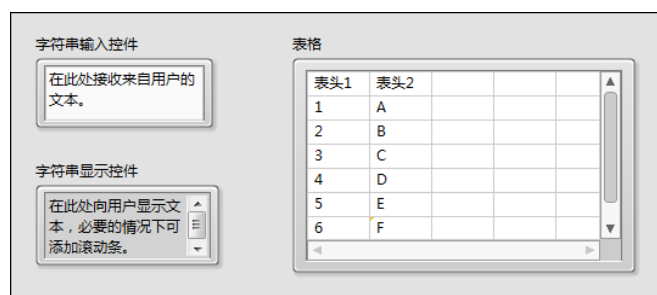 字符串输入控件
在此处接收来自用户的
文本。
字符串显示控件
在此处向用户显示文
本，必要的情况下可
添加滚动条。
表格
表头1 表头2
1 A
2 B
3 C
4 D
5 E
6 F